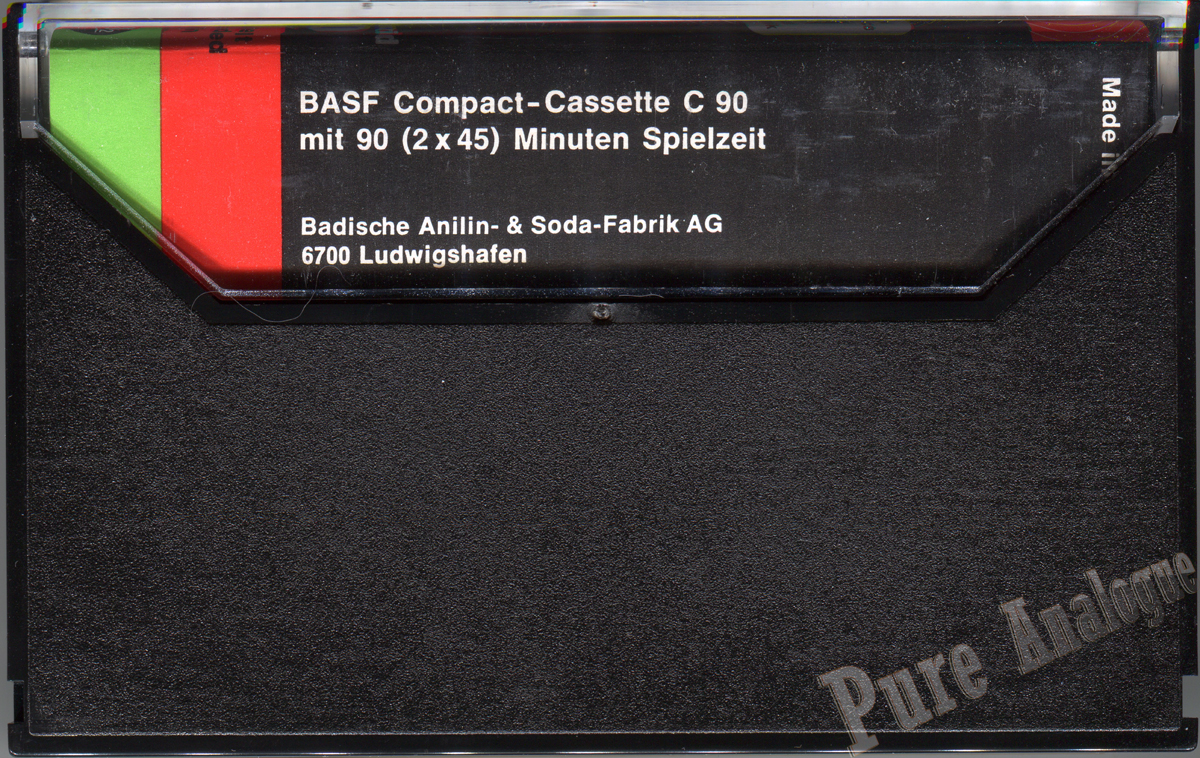 BASF Compact-Cassette C 90
mit 90 (2 x 45) Minuten Spielzeit
Badische Anilin- & Soda-Fabrik AG
6700 Ludwigshafen
Made
Pure Analogue